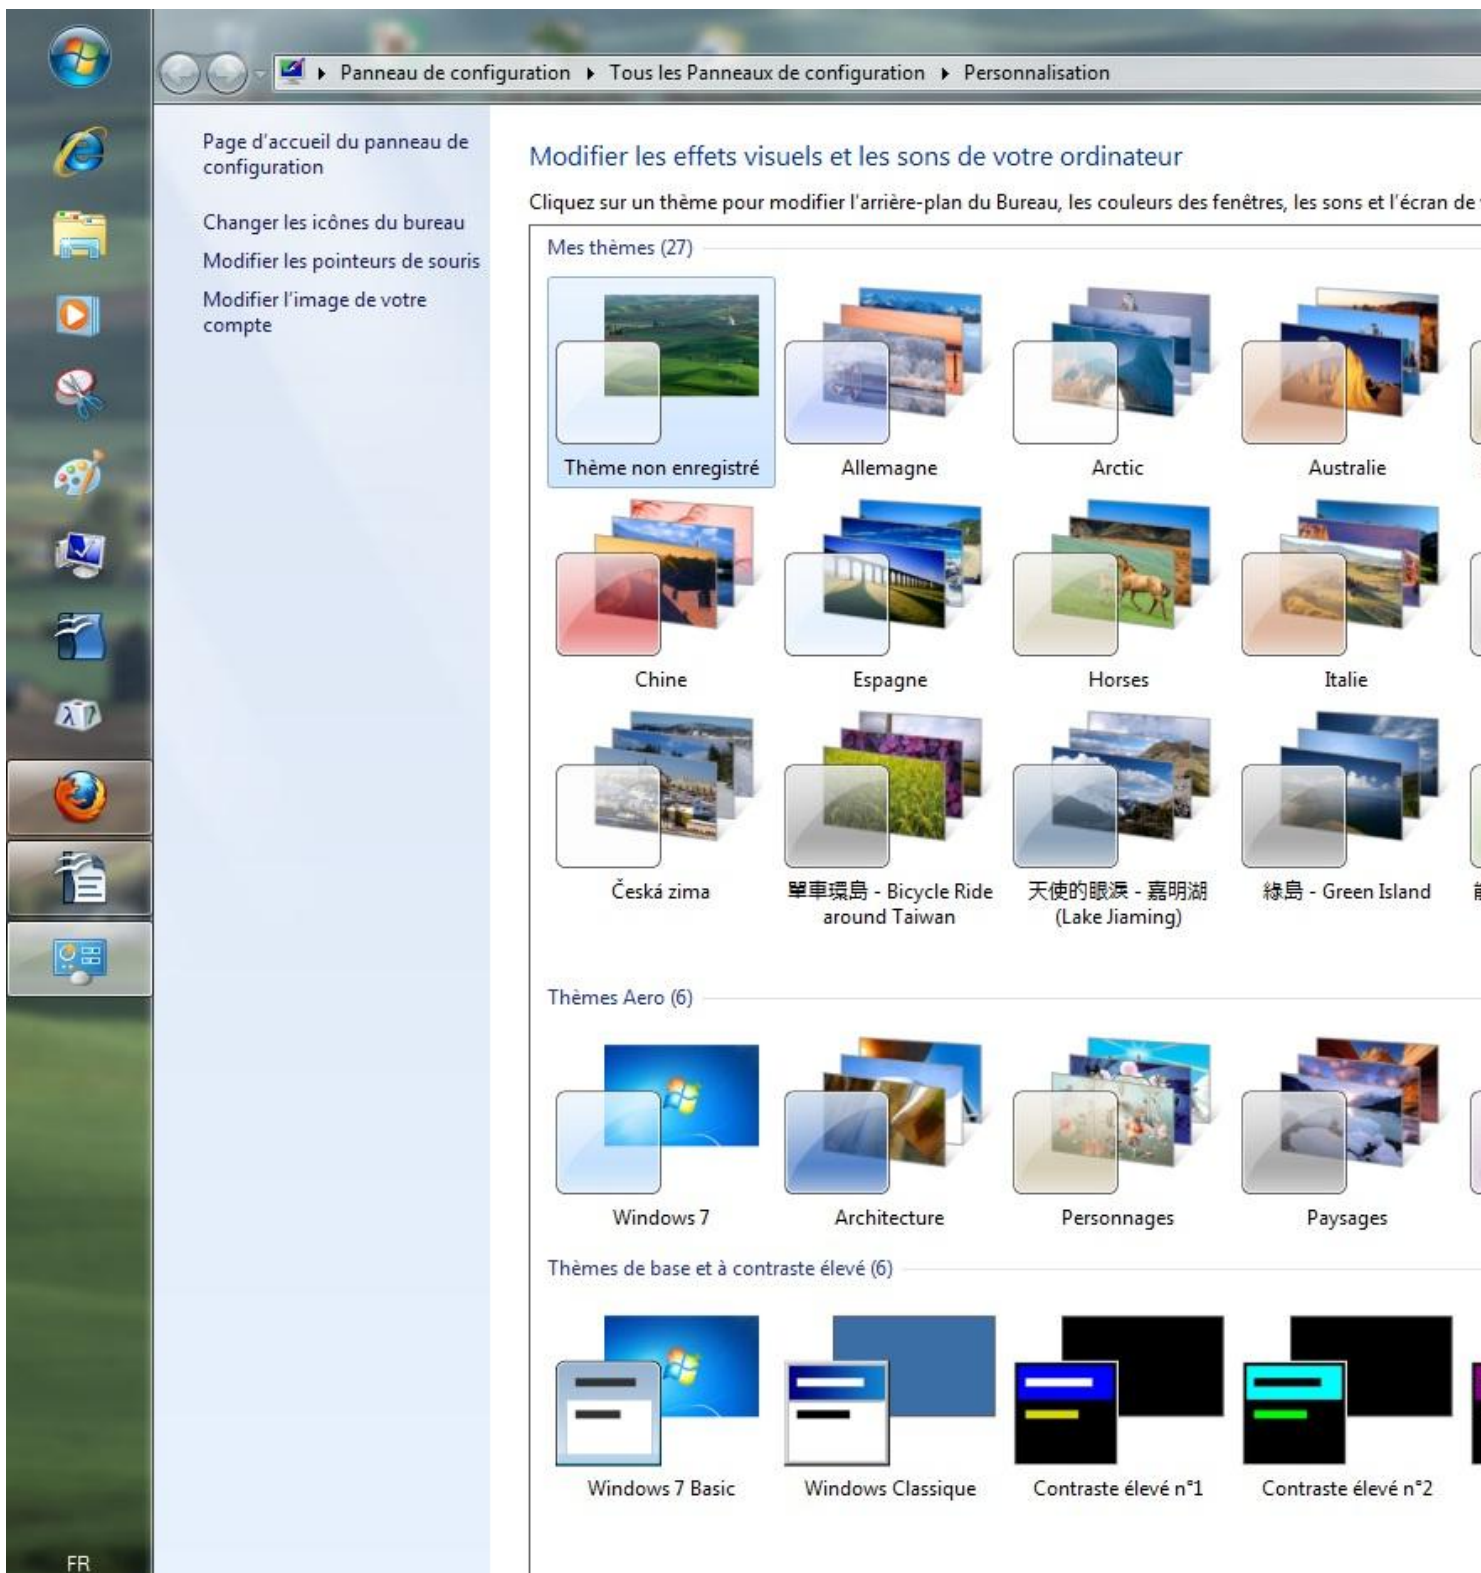 Panneau de configuration ▸ Tous les Panneaux de configuration ▸ Personnalisation
Page d'accueil du panneau de
configuration
Changer les icônes du bureau
Modifier les pointeurs de souris
Modifier l'image de votre
compte
Modifier les effets visuels et les sons de votre ordinateur
Cliquez sur un thème pour modifier l'arrière-plan du Bureau, les couleurs des fenêtres, les sons et l'écran de
Mes thèmes (27)
Thème non enregistré
Allemagne
Arctic
Australie
Chine
Espagne
Horses
Italie
Česká zima
單車環島 - Bicycle Ride
around Taiwan
天使的眼淚 - 嘉明湖
(Lake Jiaming)
綠島 - Green Island
Thèmes Aero (6)
Windows 7
Architecture
Personnages
Paysages
Thèmes de base et à contraste élevé (6)
Windows 7 Basic
Windows Classique
Contraste élevé n°1
Contraste élevé n°2
FR